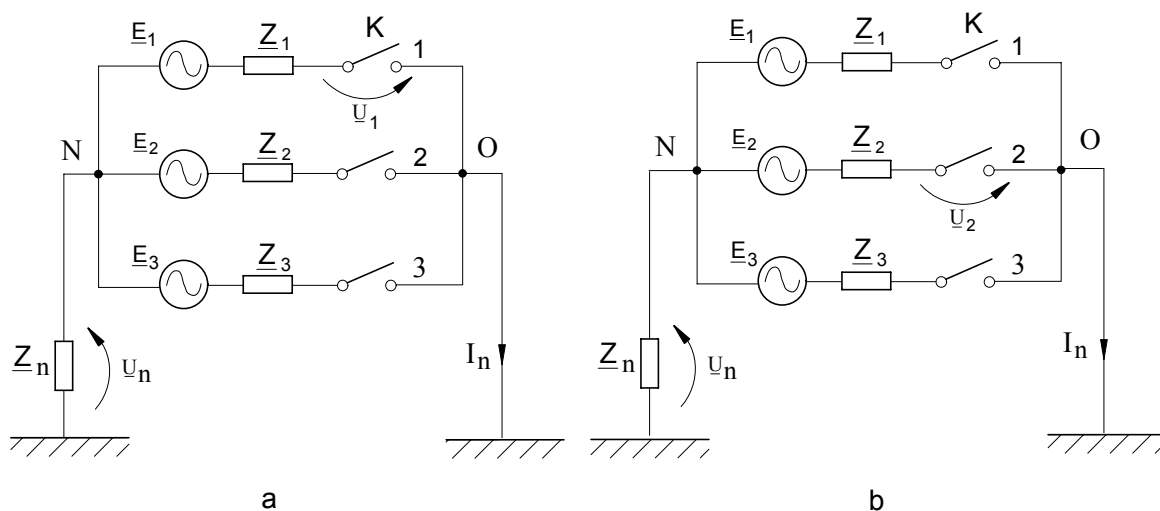 E1 Z1 K 1
U1
N E2 Z2 2 O
E3 Z3 3
Zn Un In
a
E1 Z1 K 1
N E2 Z2 2 O
U2
E3 Z3 3
Zn Un In
b